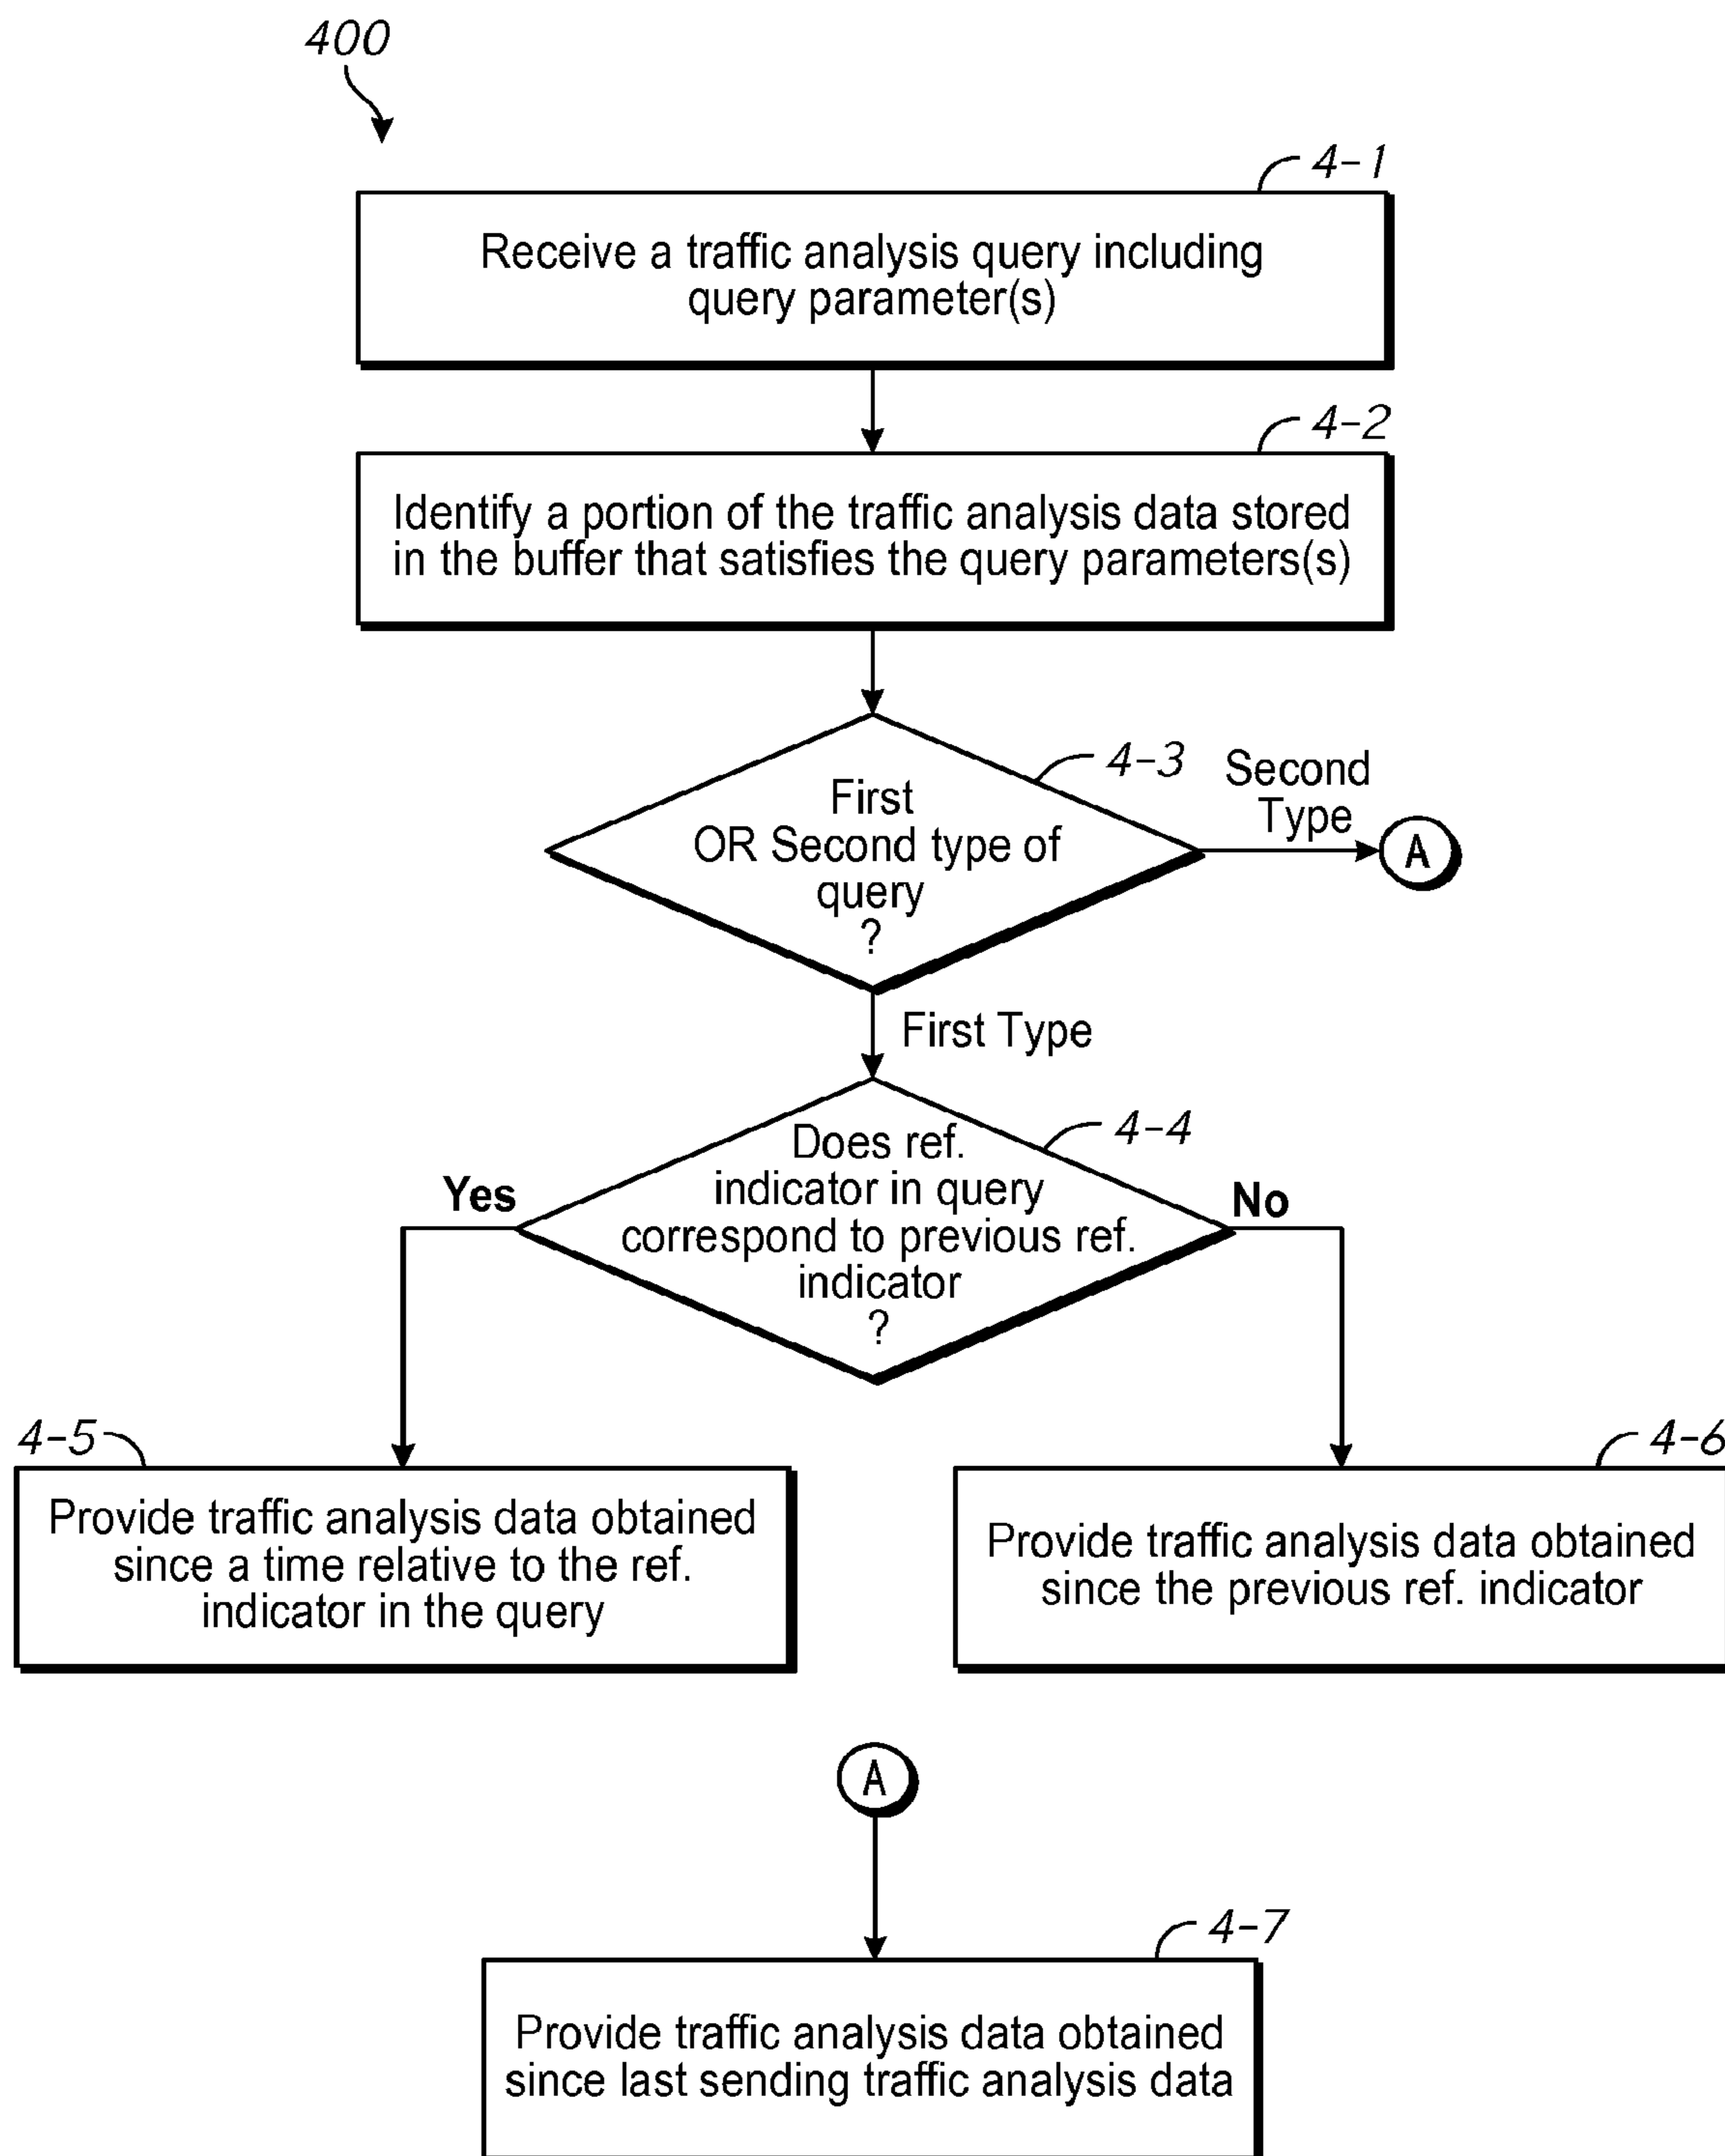 400
4-1
Receive a traffic analysis query including
query parameter(s)
4-2
Identify a portion of the traffic analysis data stored
in the buffer that satisfies the query parameters(s)
4-3
First
OR Second type of
query
?
Second
Type
A
First Type
4-4
Does ref.
indicator in query
correspond to previous ref.
indicator
?
Yes
No
4-5
Provide traffic analysis data obtained
since a time relative to the ref.
indicator in the query
4-6
Provide traffic analysis data obtained
since the previous ref. indicator
A
4-7
Provide traffic analysis data obtained
since last sending traffic analysis data